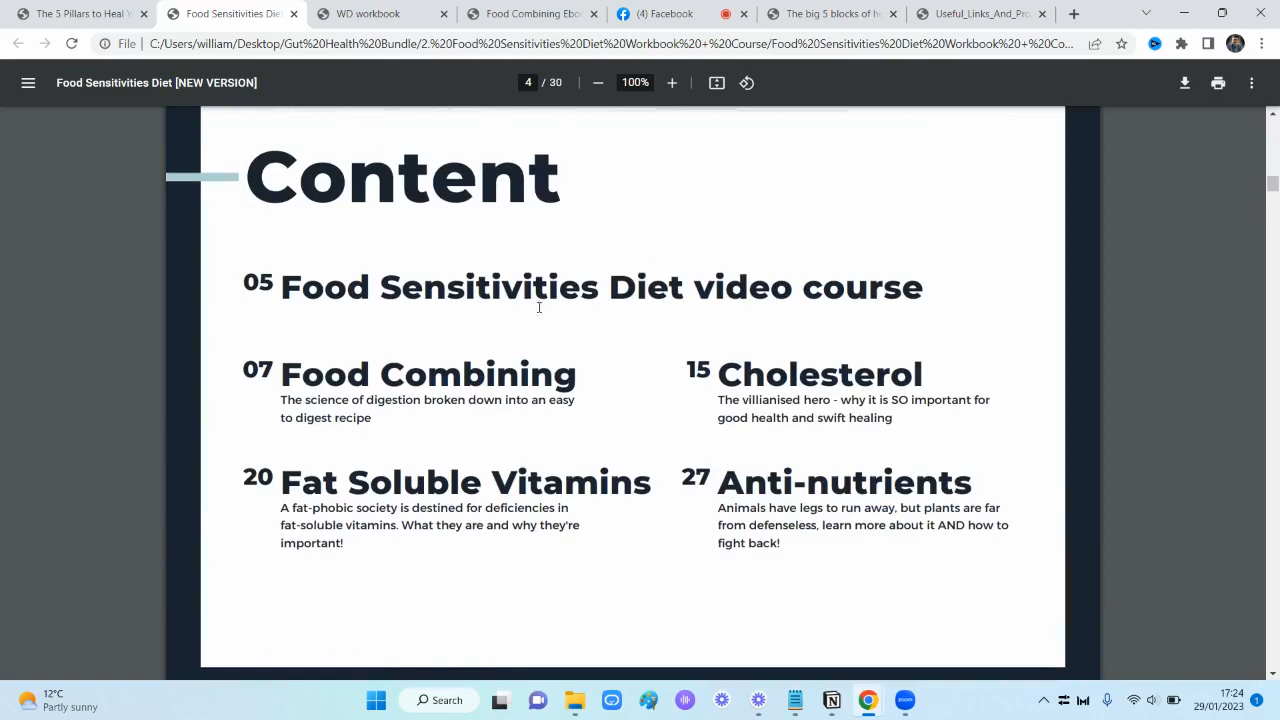 The 5 Pillars to Heal Y
Food Sensitivities Die
WD workbook
Food Combining Eboo
(4) Facebook
The big 5 blocks of he
Useful_Links_And_Pro
File
C:/Users/william/Desktop/Gut%20Health%20Bundle/2.%20Food%20Sensitivities%20Diet%20Workbook%20+%20Course/Food%20Sensitivities%20Diet%20Workbook%20+%20Co...
Food Sensitivities Diet [NEW VERSION]
4 / 30
100%
Content
05 Food Sensitivities Diet video course
07 Food Combining
The science of digestion broken down into an easy
to digest recipe
15 Cholesterol
The villianised hero - why it is SO important for
good health and swift healing
20 Fat Soluble Vitamins
A fat-phobic society is destined for deficiencies in
fat-soluble vitamins. What they are and why they're
important!
27 Anti-nutrients
Animals have legs to run away, but plants are far
from defenseless, learn more about it AND how to
fight back!
12°C
Partly sunny
Search
zoom
17:24
29/01/2023
1